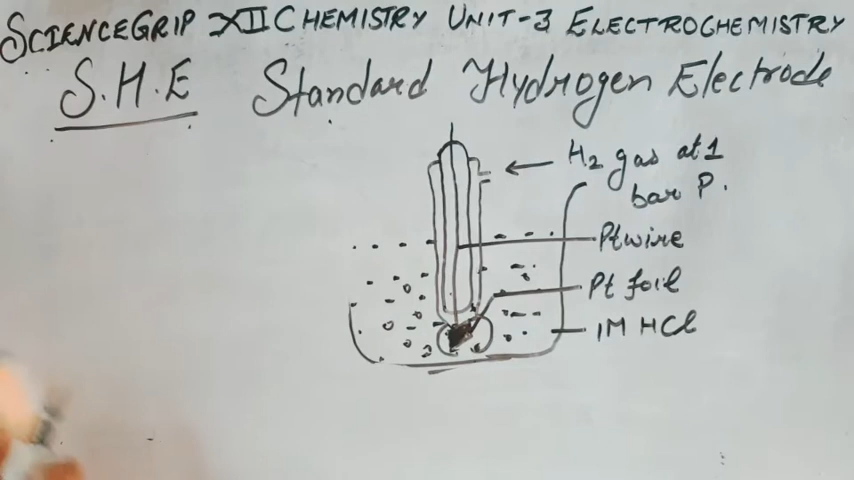 SCIENCEGRIP XII CHEMISTRY UNIT-3 ELECTROCHEMISTRY
S.H.E Standard Hydrogen Electrode
H2 gas at 1
bar P.
Pt wire
Pt foil
1M HCl